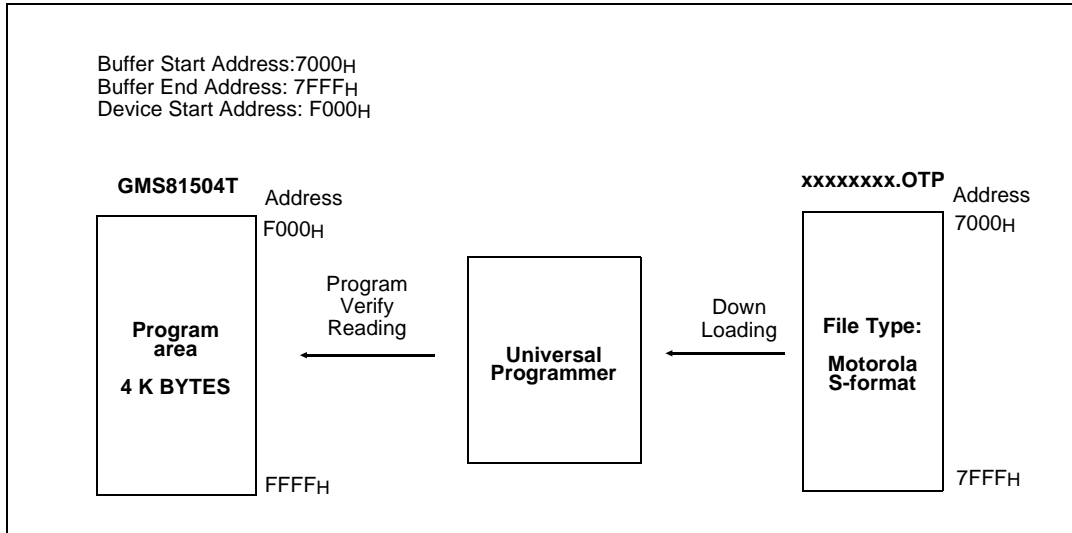 Buffer Start Address:7000H
Buffer End Address: 7FFFH
Device Start Address: F000H
GMS81504T
Address
F000H
Program
area
4 K BYTES
FFFFH
Program
Verify
Reading
Universal
Programmer
Down
Loading
xxxxxxxx.OTP
Address
7000H
File Type:
Motorola
S-format
7FFFH